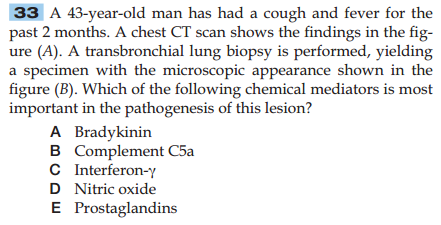 33 A 43-year-old man has had a cough and fever for the
past 2 months. A chest CT scan shows the findings in the fig-
ure (A). A transbronchial lung biopsy is performed, yielding
a specimen with the microscopic appearance shown in the
figure (B). Which of the following chemical mediators is most
important in the pathogenesis of this lesion?
A Bradykinin
B Complement C5a
C Interferon-γ
D Nitric oxide
E Prostaglandins